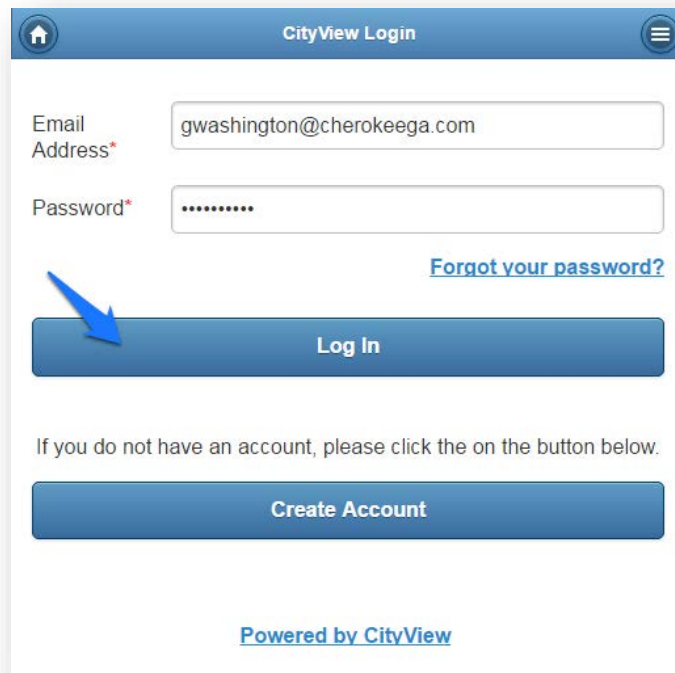 CityView Login
Email
Address*
gwashington@cherokeega.com
Password*
••••••••••
Forgot your password?
Log In
If you do not have an account, please click the on the button below.
Create Account
Powered by CityView